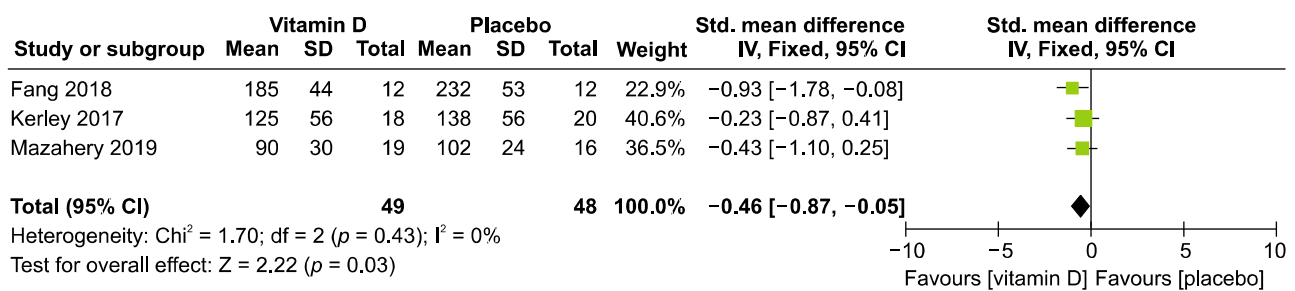 Vitamin D Placebo Std. mean difference Std. mean difference
Study or subgroup Mean SD Total Mean SD Total Weight IV, Fixed, 95% CI IV, Fixed, 95% CI
Fang 2018 185 44 12 232 53 12 22.9% −0.93 [−1.78, −0.08]
Kerley 2017 125 56 18 138 56 20 40.6% −0.23 [−0.87, 0.41]
Mazahery 2019 90 30 19 102 24 16 36.5% −0.43 [−1.10, 0.25]
Total (95% CI) 49 48 100.0% −0.46 [−0.87, −0.05]
Heterogeneity: Chi² = 1.70; df = 2 (p = 0.43); I² = 0%
Test for overall effect: Z = 2.22 (p = 0.03)
−10 −5 0 5 10
Favours [vitamin D] Favours [placebo]